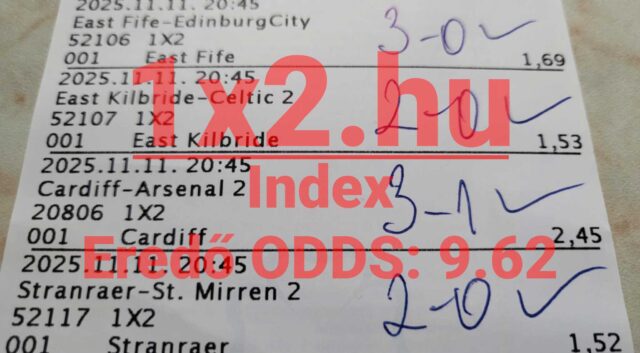 2025.11.11. 20:45
East Fife-EdinburgCity 3-0 ✓
52106 1X2
001 East Fife 1,69
2025.11.11. 20:45
East Kilbride-Celtic 2 2-0 ✓
52107 1X2
001 East Kilbride 1,53
2025.11.11. 20:45
Cardiff-Arsenal 2 3-1 ✓
20806 1X2
001 Cardiff 2,45
2025.11.11. 20:45
Stranraer-St. Mirren 2 2-0 ✓
52117 1X2
001 Stranraer 1,52
1x2.hu
Index
Eredő ODDS: 9.62